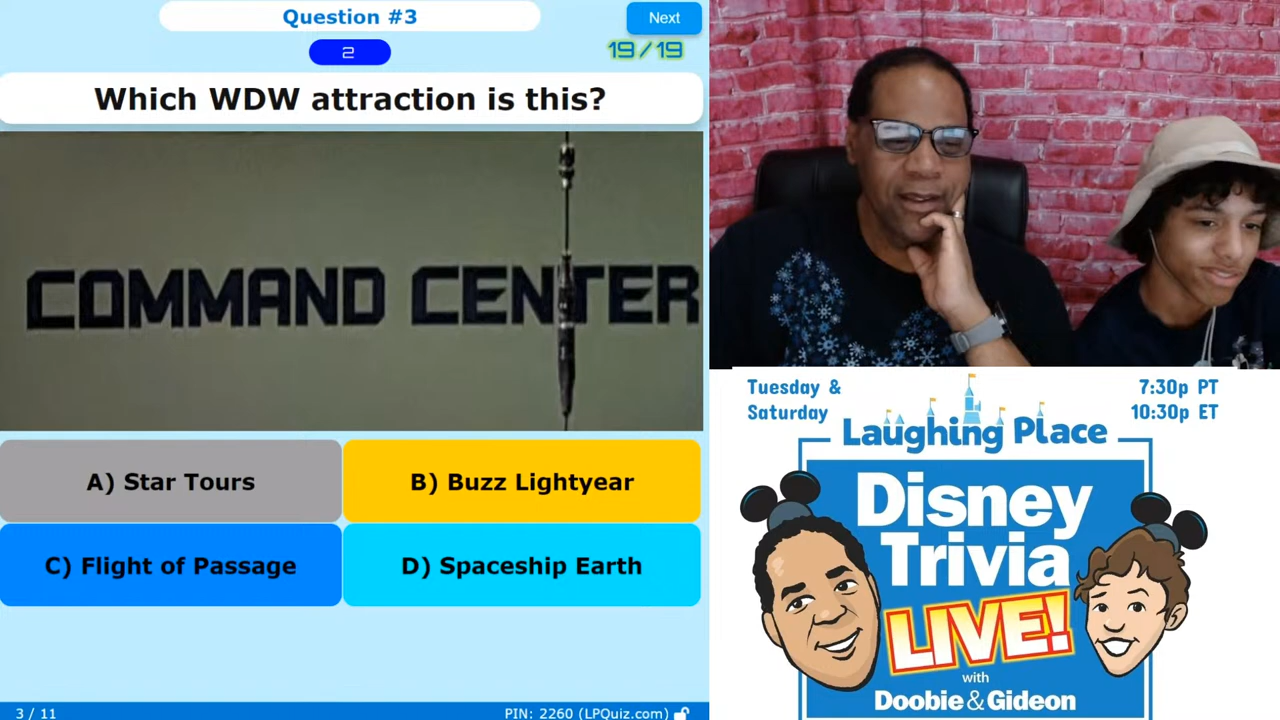 Question #3
Next
2
19/19
Which WDW attraction is this?
COMMAND CENTER
A) Star Tours
B) Buzz Lightyear
C) Flight of Passage
D) Spaceship Earth
3 / 11
PIN: 2260 (LPQuiz.com)
Tuesday &
Saturday
7:30p PT
10:30p ET
Laughing Place
Disney
Trivia
LIVE!
with
Doobie & Gideon